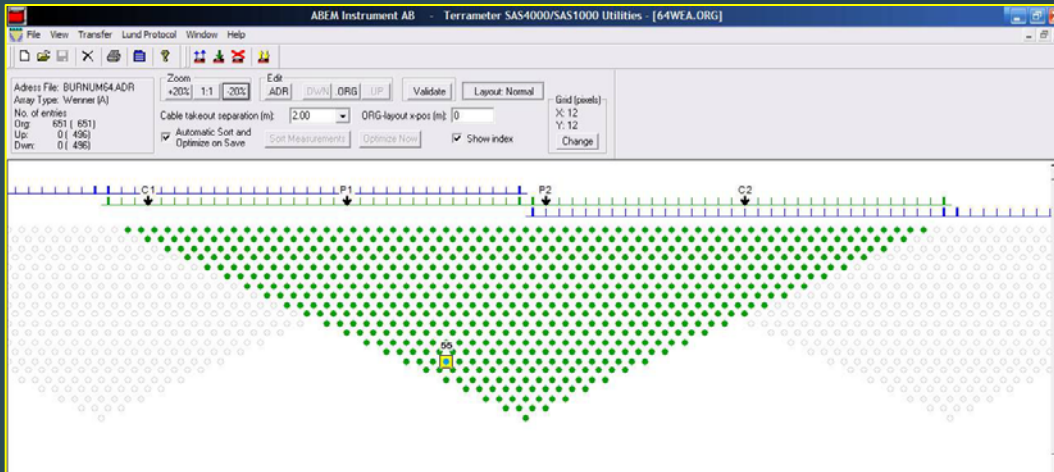 ABEM Instrument AB - Terrameter SAS4000/SAS1000 Utilities - [64WEA.ORG]
File View Transfer Lund Protocol Window Help
Adress File: BURNUM64.ADR
Array Type: Wenner (A)
No. of entries
Org: 651 ( 651)
Up: 0 ( 496)
Dwn: 0 ( 496)
Zoom
+20% 1:1 -20%
Edit
ADR DWN ORG UP
Validate
Layout: Normal
Cable takeout separation (m): 2.00
ORG-layout x-pos (m): 0
Automatic Sort and
Optimize on Save
Sort Measurements
Optimize Now
Show index
Grid (pixels)
X: 12
Y: 12
Change
C1 P1 P2 C2
55